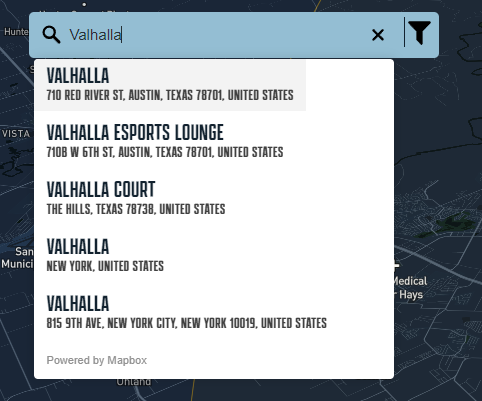 Hunte
Valhalla
VALHALLA
710 RED RIVER ST, AUSTIN, TEXAS 78701, UNITED STATES
VALHALLA ESPORTS LOUNGE
710B W 6TH ST, AUSTIN, TEXAS 78701, UNITED STATES
VISTA
VALHALLA COURT
THE HILLS, TEXAS 78738, UNITED STATES
VALHALLA
San
NEW YORK, UNITED STATES
Munici
Medical
Hays
VALHALLA
815 9TH AVE, NEW YORK CITY, NEW YORK 10019, UNITED STATES
Powered by Mapbox
Uhland